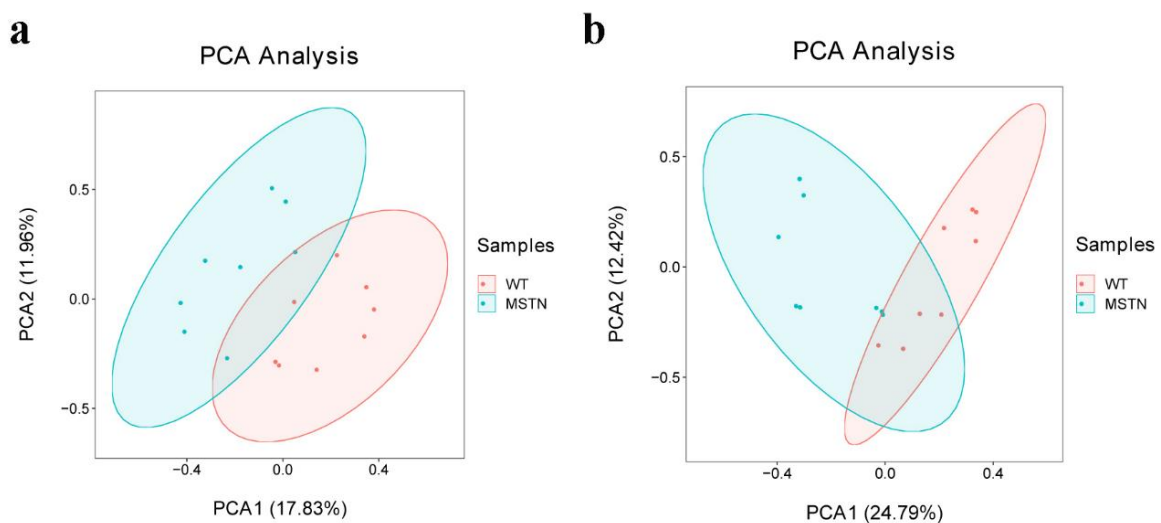 a
PCA Analysis
0.5
0.0
−0.5
PCA2 (11.96%)
−0.4
0.0
0.4
PCA1 (17.83%)
Samples
WT
MSTN
b
PCA Analysis
0.5
0.0
−0.5
PCA2 (12.42%)
−0.4
0.0
0.4
PCA1 (24.79%)
Samples
WT
MSTN